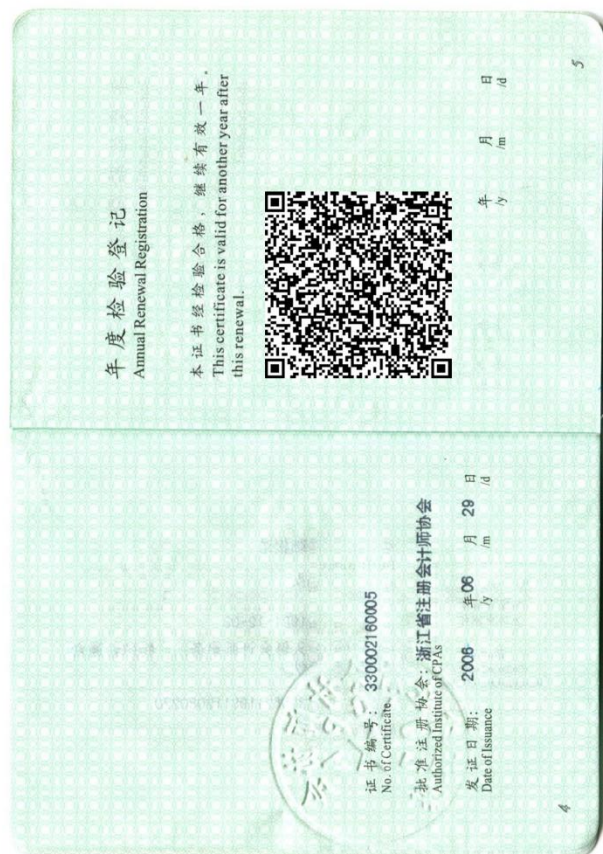 证书编号: 330002160005
No. of Certificate
批准注册协会: 浙江省注册会计师协会
Authorized Institute of CPAs
发证日期: 2006 年 06 月 29 日
Date of Issuance /y /m /d
4
年度检验登记
Annual Renewal Registration
本证书经检验合格，继续有效一年。
This certificate is valid for another year after
this renewal.
年 月 日
/y /m /d
5